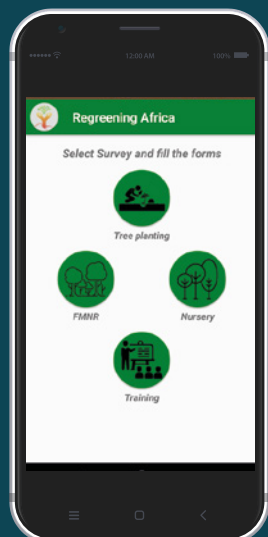 12:00 AM
100%
Regreening Africa
Select Survey and fill the forms
Tree planting
FMNR
Nursery
Training